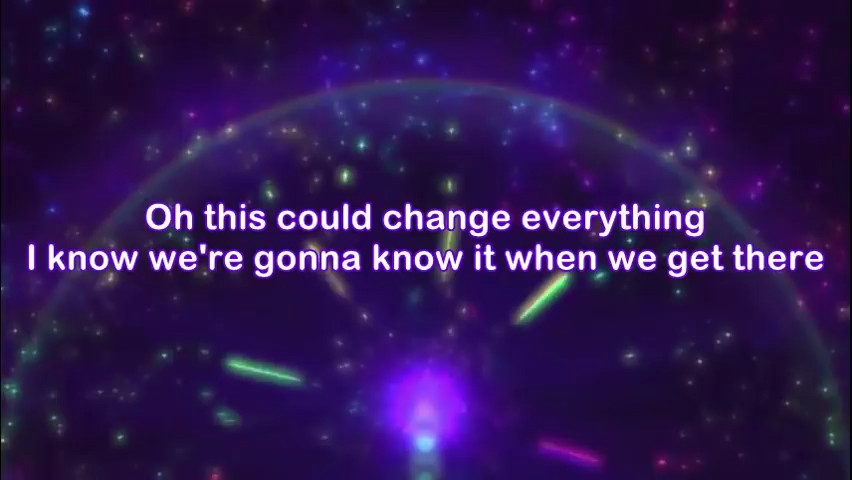 Oh this could change everything
I know we're gonna know it when we get there